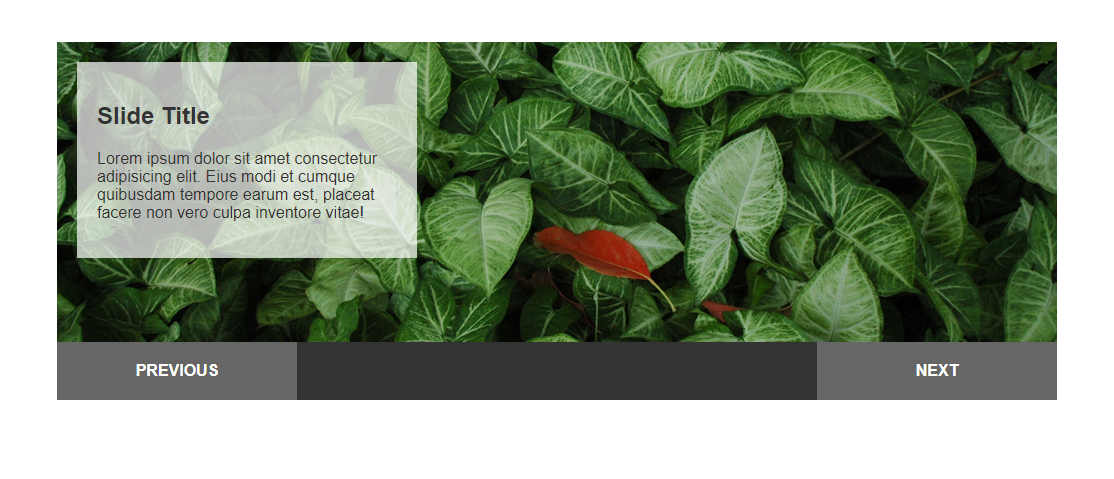 Slide Title
Lorem ipsum dolor sit amet consectetur
adipisicing elit. Eius modi et cumque
quibusdam tempore earum est, placeat
facere non vero culpa inventore vitae!
PREVIOUS
NEXT